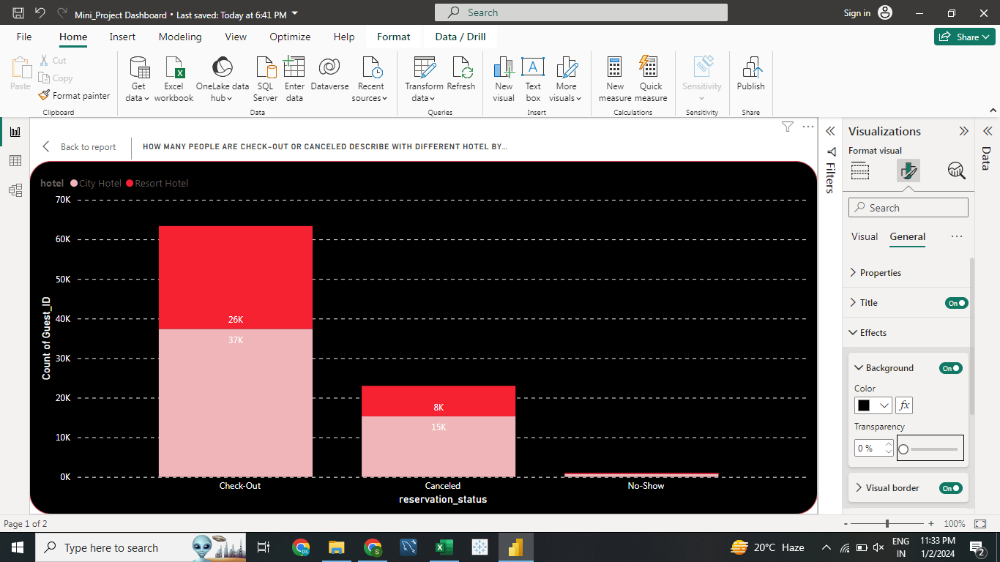 Mini_Project Dashboard • Last saved: Today at 6:41 PM
Search
Sign in
File Home Insert Modeling View Optimize Help Format Data / Drill
Share
Paste
Cut
Copy
Format painter
Clipboard
Get data
Excel workbook
OneLake data hub
SQL Server
Enter data
Dataverse
Recent sources
Data
Transform data
Refresh
Queries
New visual
Text box
More visuals
Insert
New measure
Quick measure
Calculations
Sensitivity
Sensitivity
Publish
Share
Back to report
HOW MANY PEOPLE ARE CHECK-OUT OR CANCELED DESCRIBE WITH DIFFERENT HOTEL BY...
hotel City Hotel Resort Hotel
70K
60K
50K
40K
30K
20K
10K
0K
Count of Guest_ID
26K
37K
8K
15K
Check-Out Canceled No-Show
reservation_status
Filters
Visualizations
Format visual
Search
Visual General ...
Properties
Title On
Effects
Background On
Color
fx
Transparency
0 %
Visual border On
Data
Page 1 of 2
- + 100%
Type here to search
DS
S
20°C Haze
ENG
IN
11:33 PM
1/2/2024
2